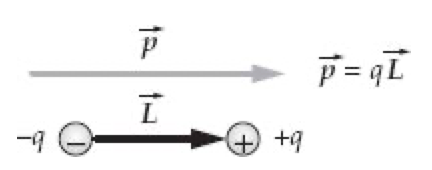 p⃗
p⃗ = qL⃗
L⃗
−q − + +q